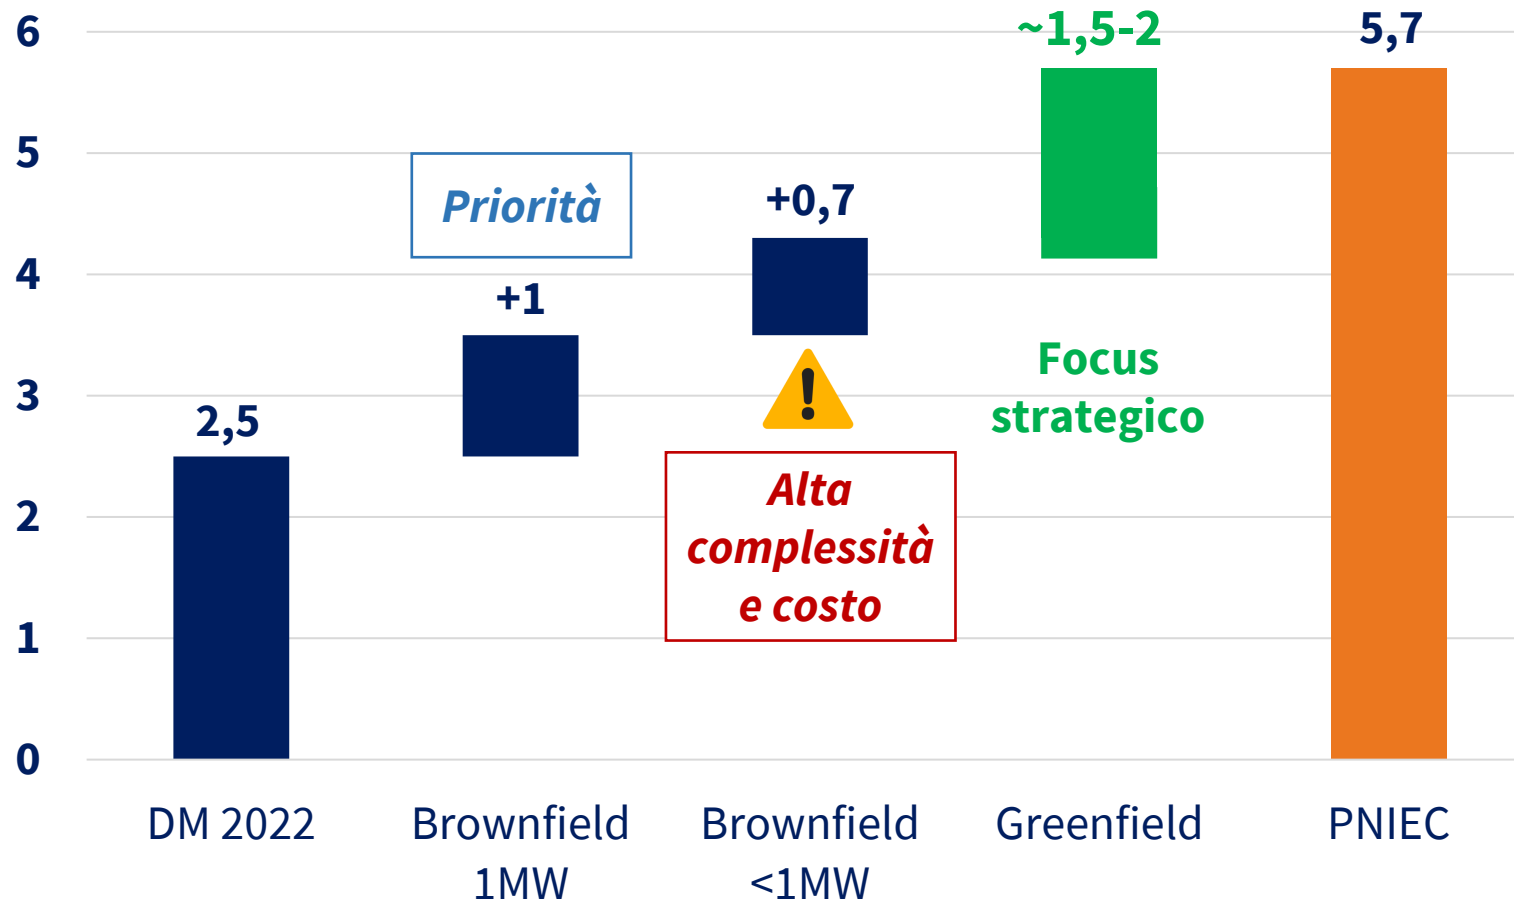 6
5
4
3
2
1
0
2,5
Priorità
+1
+0,7
Alta
complessità
e costo
~1,5-2
Focus
strategico
5,7
DM 2022
Brownfield
1MW
Brownfield
<1MW
Greenfield
PNIEC